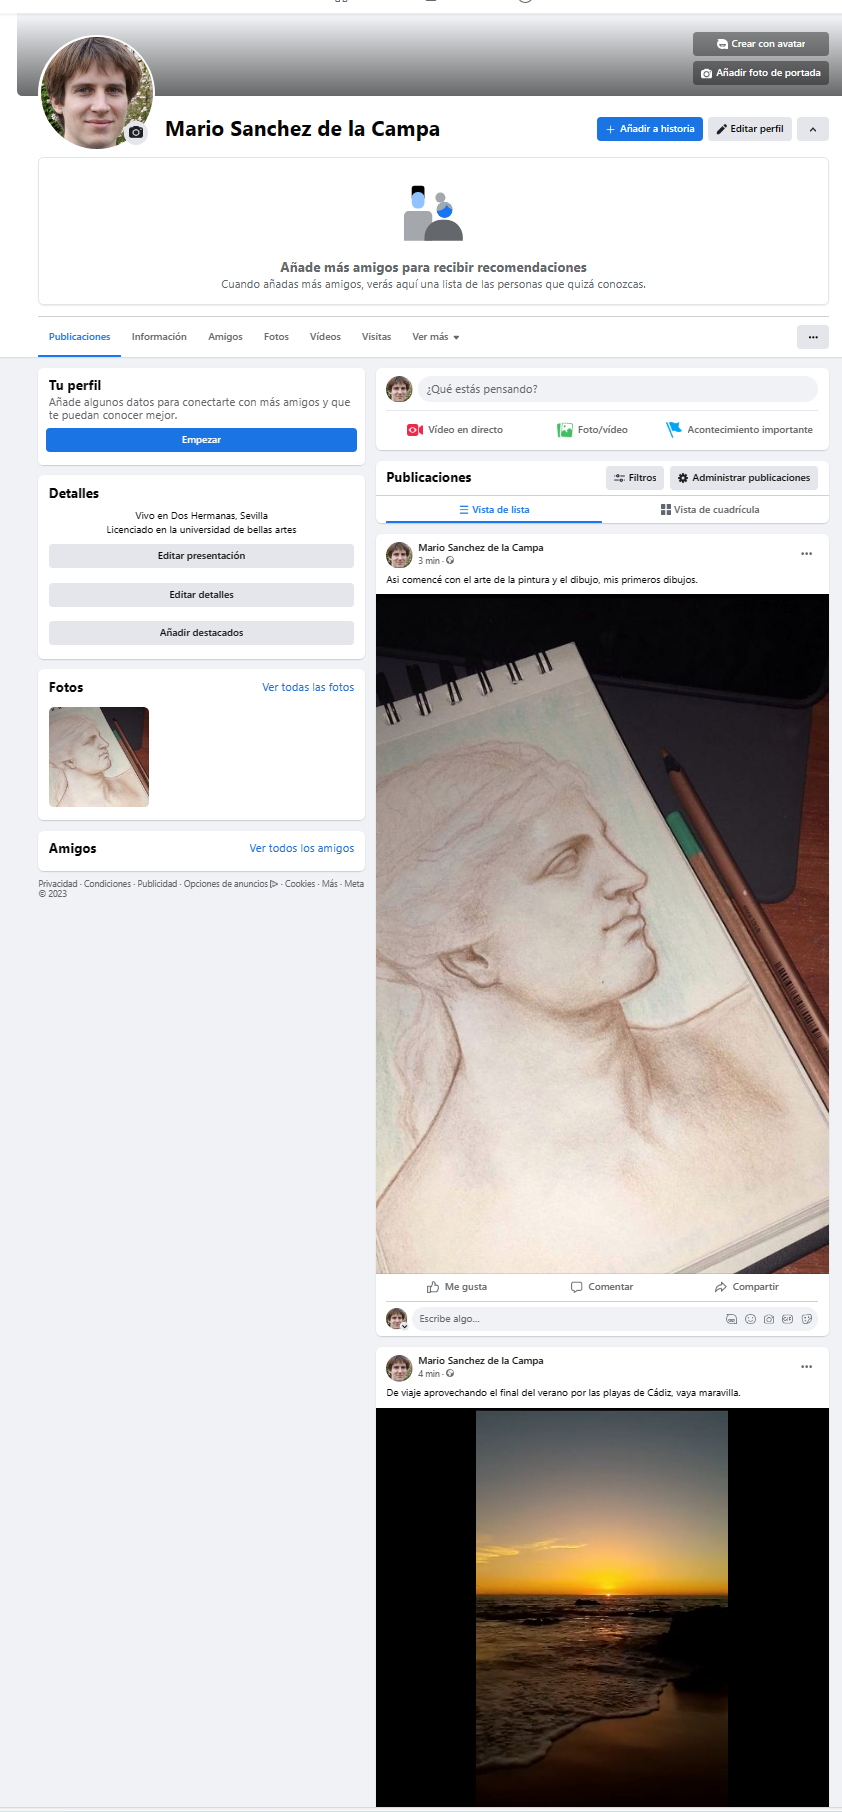 Crear con avatar
Añadir foto de portada
Mario Sanchez de la Campa
Añadir a historia
Editar perfil
Añade más amigos para recibir recomendaciones
Cuando añadas más amigos, verás aquí una lista de las personas que quizá conozcas.
Publicaciones Información Amigos Fotos Vídeos Visitas Ver más
Tu perfil
Añade algunos datos para conectarte con más amigos y que
te puedan conocer mejor.
Empezar
Detalles
Vivo en Dos Hermanas, Sevilla
Licenciado en la universidad de bellas artes
Editar presentación
Editar detalles
Añadir destacados
Fotos
Ver todas las fotos
Amigos
Ver todos los amigos
Privacidad · Condiciones · Publicidad · Opciones de anuncios · Cookies · Más · Meta
© 2023
¿Qué estás pensando?
Vídeo en directo
Foto/vídeo
Acontecimiento importante
Publicaciones
Filtros
Administrar publicaciones
Vista de lista
Vista de cuadrícula
Mario Sanchez de la Campa
3 min ·
Asi comencé con el arte de la pintura y el dibujo, mis primeros dibujos.
Me gusta
Comentar
Compartir
Escribe algo...
GIF
Mario Sanchez de la Campa
4 min ·
De viaje aprovechando el final del verano por las playas de Cádiz, vaya maravilla.